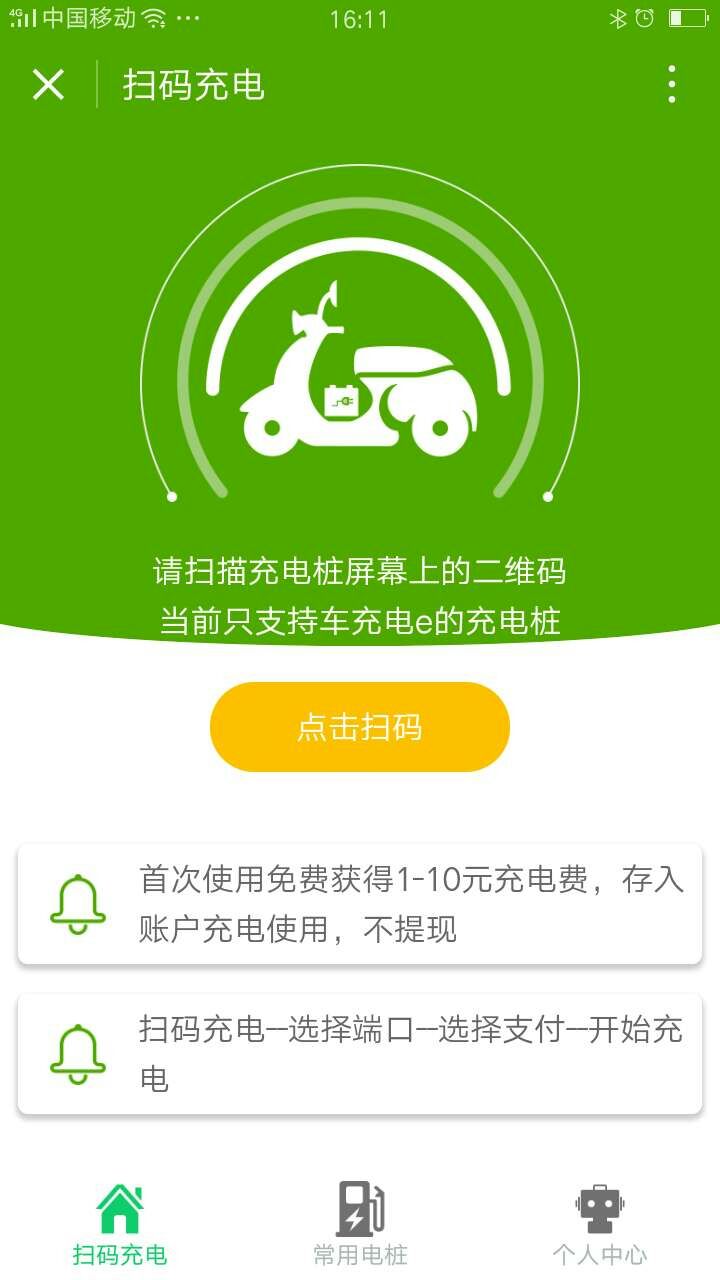 4G 中国移动 ··· 16:11
扫码充电
请扫描充电桩屏幕上的二维码
当前只支持车充电e的充电桩
点击扫码
首次使用免费获得1-10元充电费，存入
账户充电使用，不提现
扫码充电--选择端口--选择支付--开始充
电
扫码充电 常用电桩 个人中心